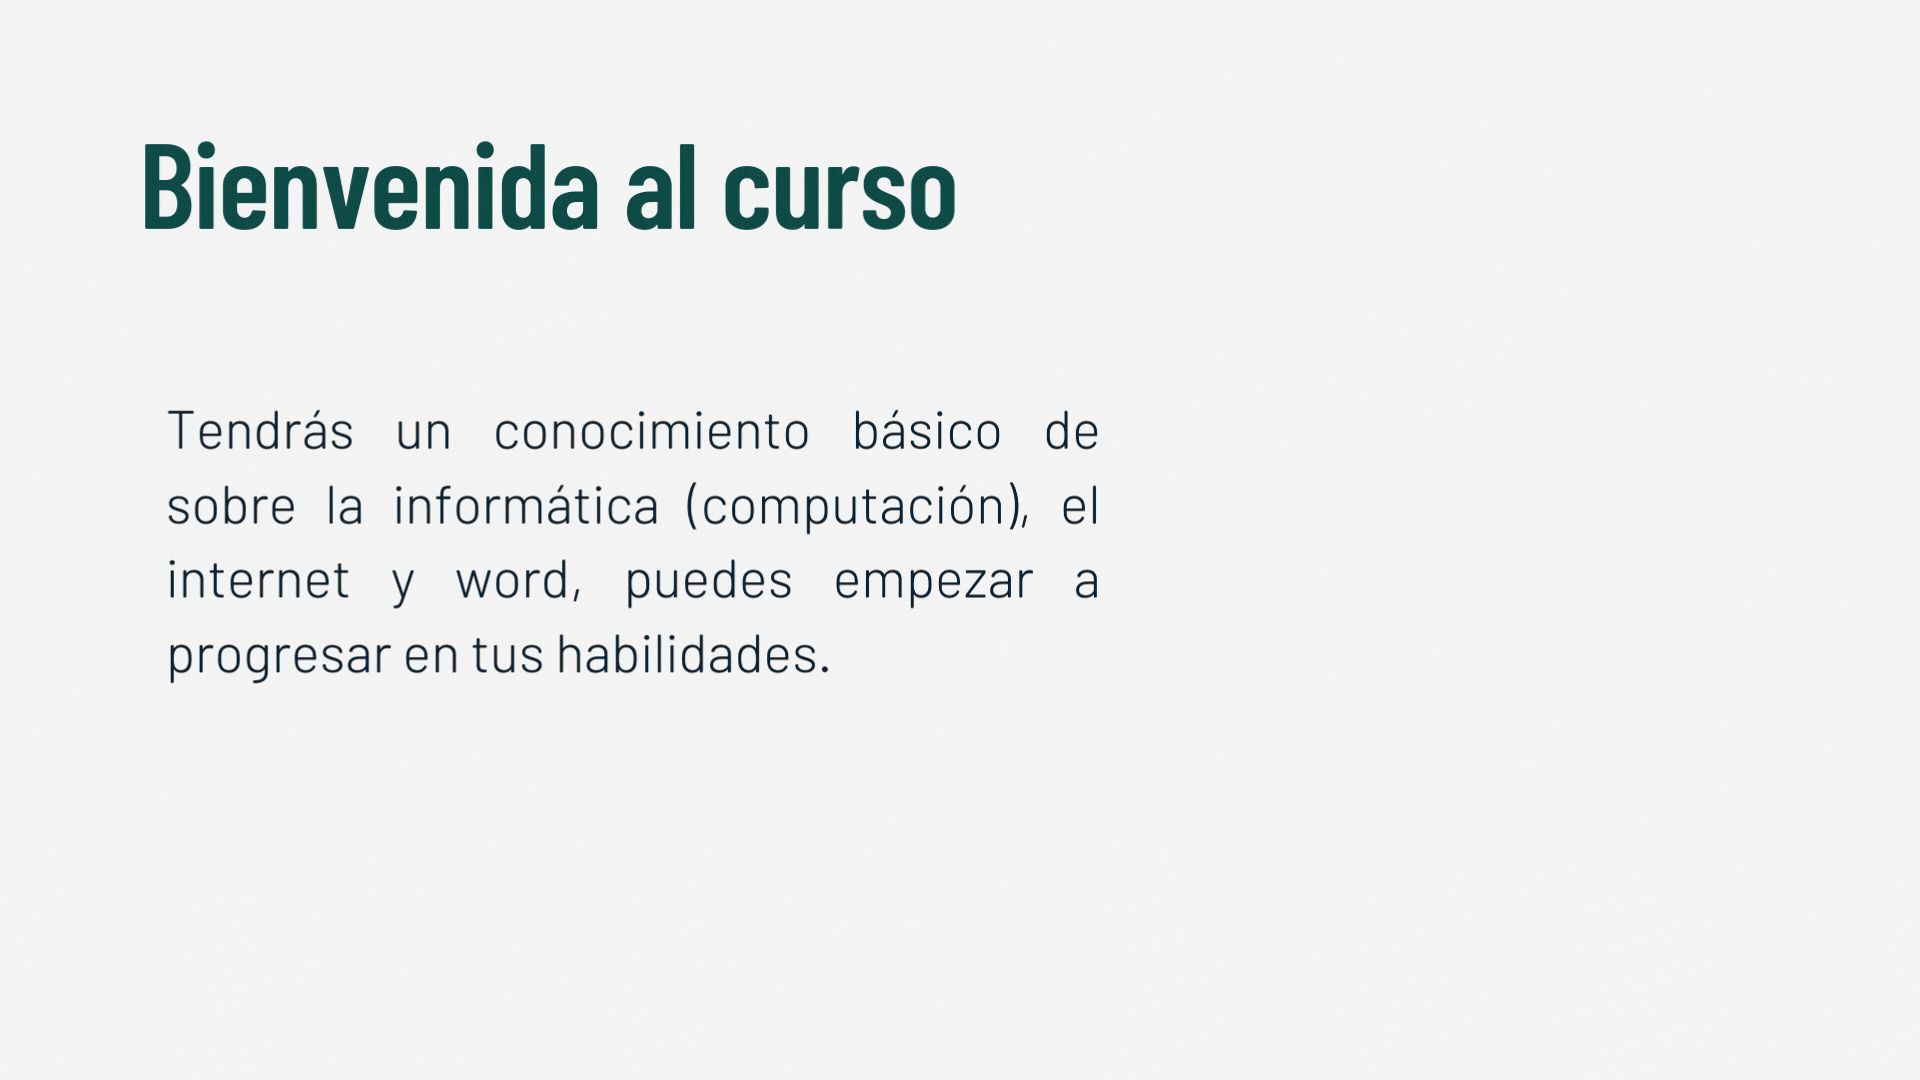 Bienvenida al curso
Tendrás un conocimiento básico de
sobre la informática (computación), el
internet y word, puedes empezar a
progresar en tus habilidades.